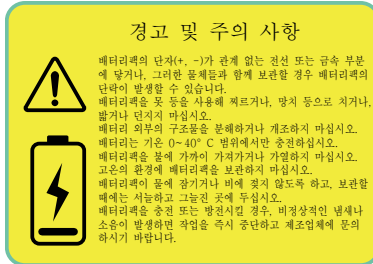 경고 및 주의 사항
배터리팩의 단자(+, -)가 관계 없는 전선 또는 금속 부분
에 닿거나, 그러한 물체들과 함께 보관할 경우 배터리팩의
단락이 발생할 수 있습니다.
배터리팩을 못 등을 사용해 찌르거나, 망치 등으로 치거나,
밟거나 던지지 마십시오.
배터리 외부의 구조물을 분해하거나 개조하지 마십시오.
배터리는 기온 0~40° C 범위에서만 충전하십시오.
배터리팩을 불에 가까이 가져가거나 가열하지 마십시오.
고온의 환경에 배터리팩을 보관하지 마십시오.
배터리팩이 물에 잠기거나 비에 젖지 않도록 하고, 보관할
때에는 서늘하고 그늘진 곳에 두십시오.
배터리팩을 충전 또는 방전시킬 경우, 비정상적인 냄새나
소음이 발생하면 작업을 즉시 중단하고 제조업체에 문의
하시기 바랍니다.